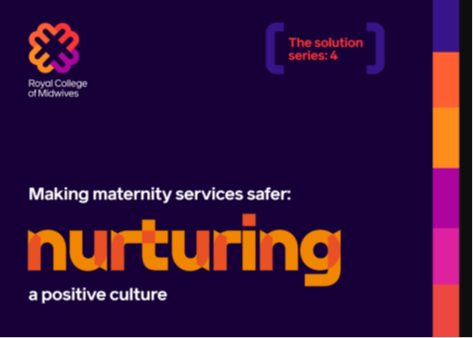 Royal College
of Midwives
The solution
series: 4
Making maternity services safer:
nurturing
a positive culture